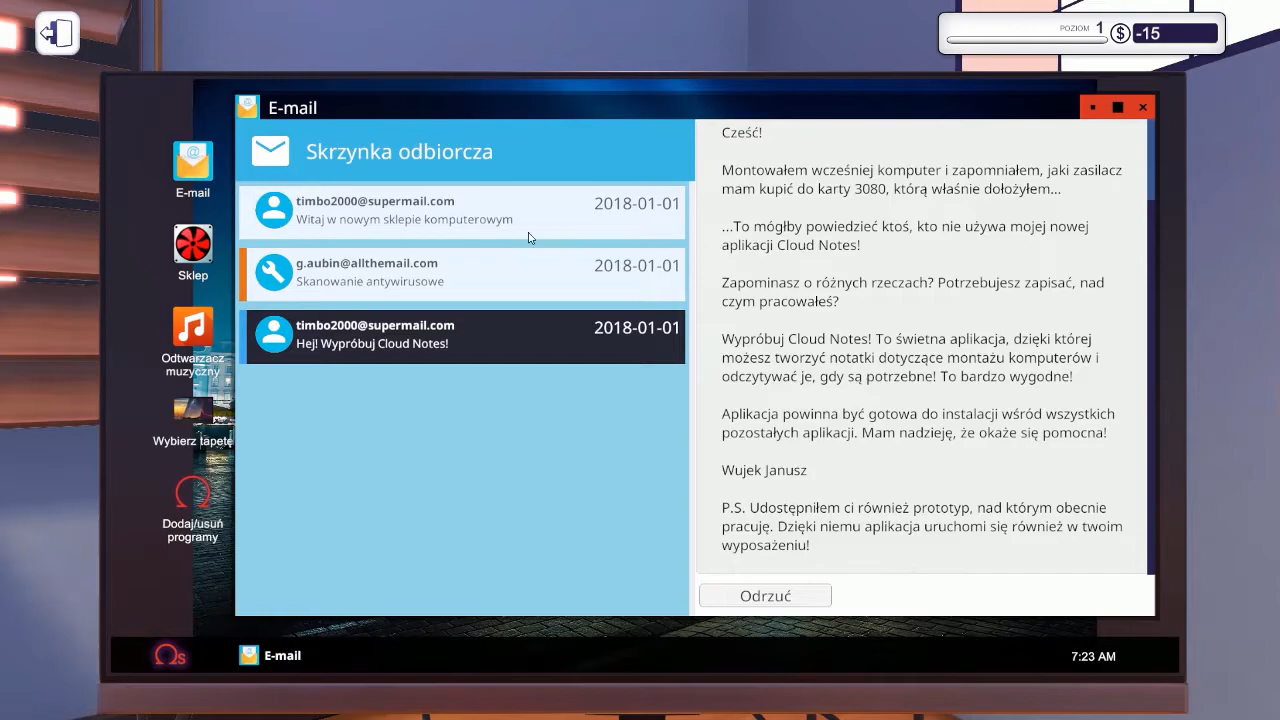 POZIOM 1 $ -15
E-mail
Skrzynka odbiorcza
timbo2000@supermail.com 2018-01-01
Witaj w nowym sklepie komputerowym
g.aubin@allthemail.com 2018-01-01
Skanowanie antywirusowe
timbo2000@supermail.com 2018-01-01
Hej! Wypróbuj Cloud Notes!
Cześć!
Montowałem wcześniej komputer i zapomniałem, jaki zasilacz
mam kupić do karty 3080, którą właśnie dołożyłem...
...To mógłby powiedzieć ktoś, kto nie używa mojej nowej
aplikacji Cloud Notes!
Zapominasz o różnych rzeczach? Potrzebujesz zapisać, nad
czym pracowałeś?
Wypróbuj Cloud Notes! To świetna aplikacja, dzięki której
możesz tworzyć notatki dotyczące montażu komputerów i
odczytywać je, gdy są potrzebne! To bardzo wygodne!
Aplikacja powinna być gotowa do instalacji wśród wszystkich
pozostałych aplikacji. Mam nadzieję, że okaże się pomocna!
Wujek Janusz
P.S. Udostępniłem ci również prototyp, nad którym obecnie
pracuję. Dzięki niemu aplikacja uruchomi się również w twoim
wyposażeniu!
Odrzuć
E-mail
Sklep
Odtwarzacz
muzyczny
Wybierz tapetę
Dodaj/usuń
programy
Ωs
E-mail
7:23 AM